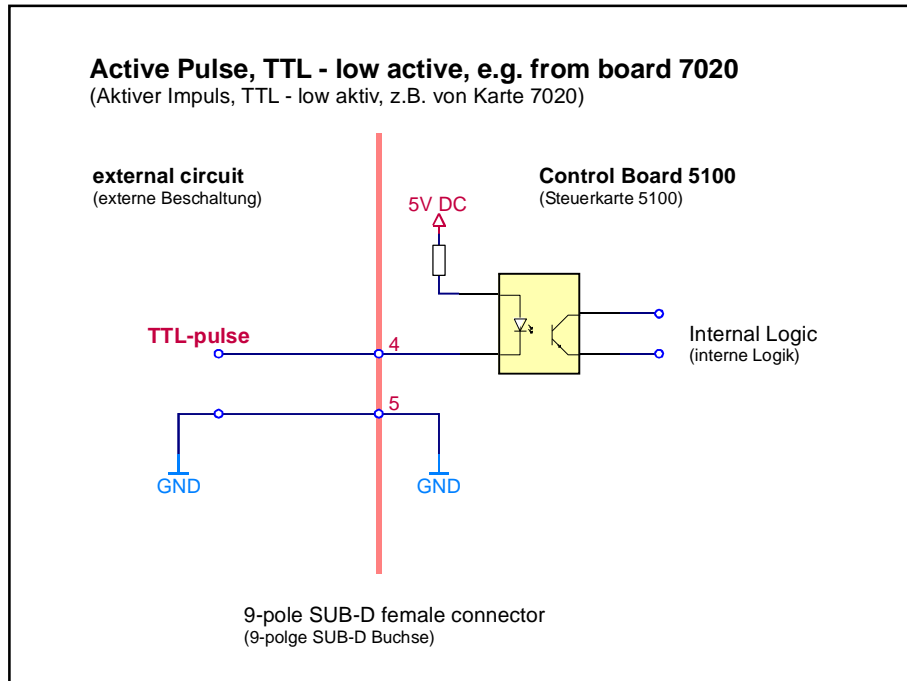 Active Pulse, TTL - low active, e.g. from board 7020
(Aktiver Impuls, TTL - low aktiv, z.B. von Karte 7020)
external circuit
(externe Beschaltung)
Control Board 5100
(Steuerkarte 5100)
5V DC
TTL-pulse
4
Internal Logic
(interne Logik)
5
GND
GND
9-pole SUB-D female connector
(9-polge SUB-D Buchse)